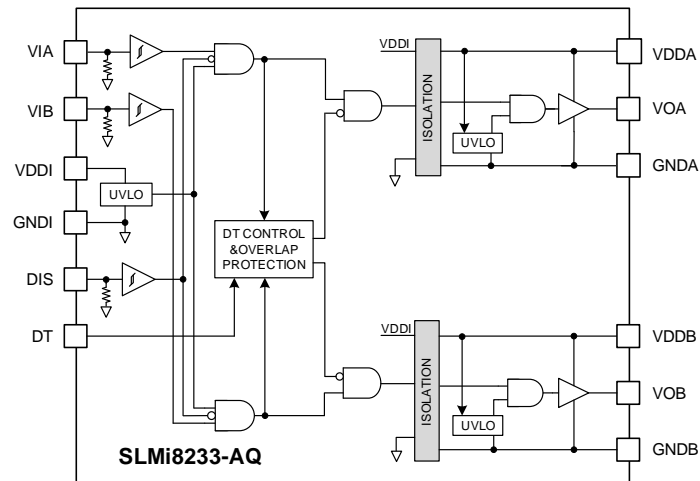 VIA
VIB
VDDI
UVLO
GNDI
DIS
DT
DT CONTROL
&OVERLAP
PROTECTION
VDDI
ISOLATION
UVLO
VDDA
VOA
GNDA
VDDI
ISOLATION
UVLO
VDDB
VOB
GNDB
SLMi8233-AQ